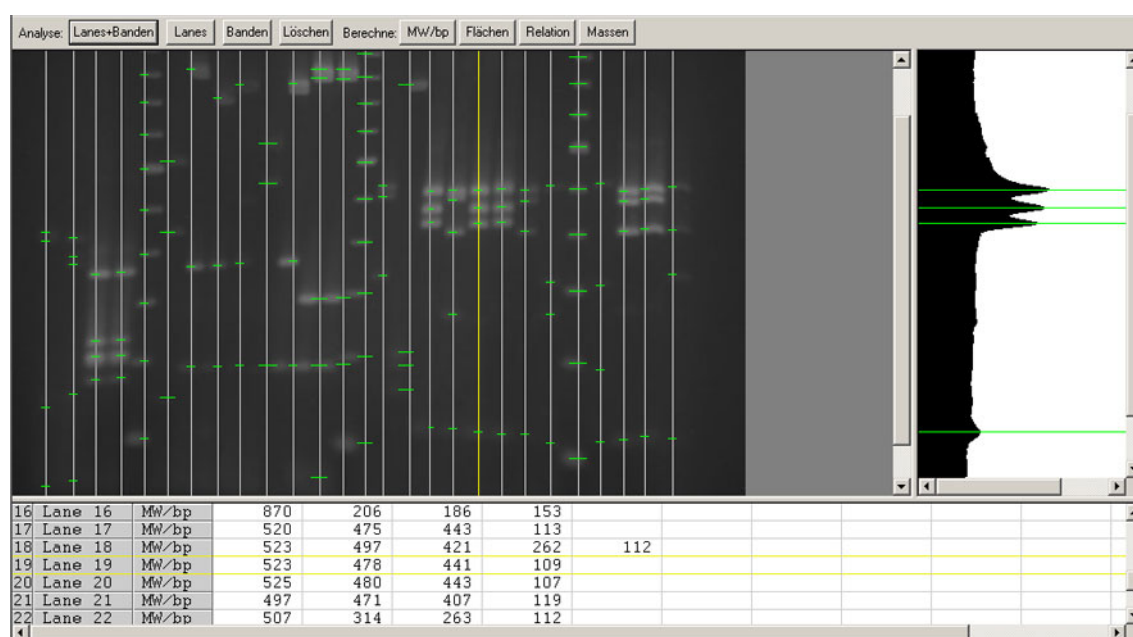 Analyse: Lanes+Banden Lanes Banden Löschen Berechne: MW/bp Flächen Relation Massen
16 Lane 16 MW/bp 870 206 186 153
17 Lane 17 MW/bp 520 475 443 113
18 Lane 18 MW/bp 523 497 421 262 112
19 Lane 19 MW/bp 523 478 441 109
20 Lane 20 MW/bp 525 480 443 107
21 Lane 21 MW/bp 497 471 407 119
22 Lane 22 MW/bp 507 314 263 112